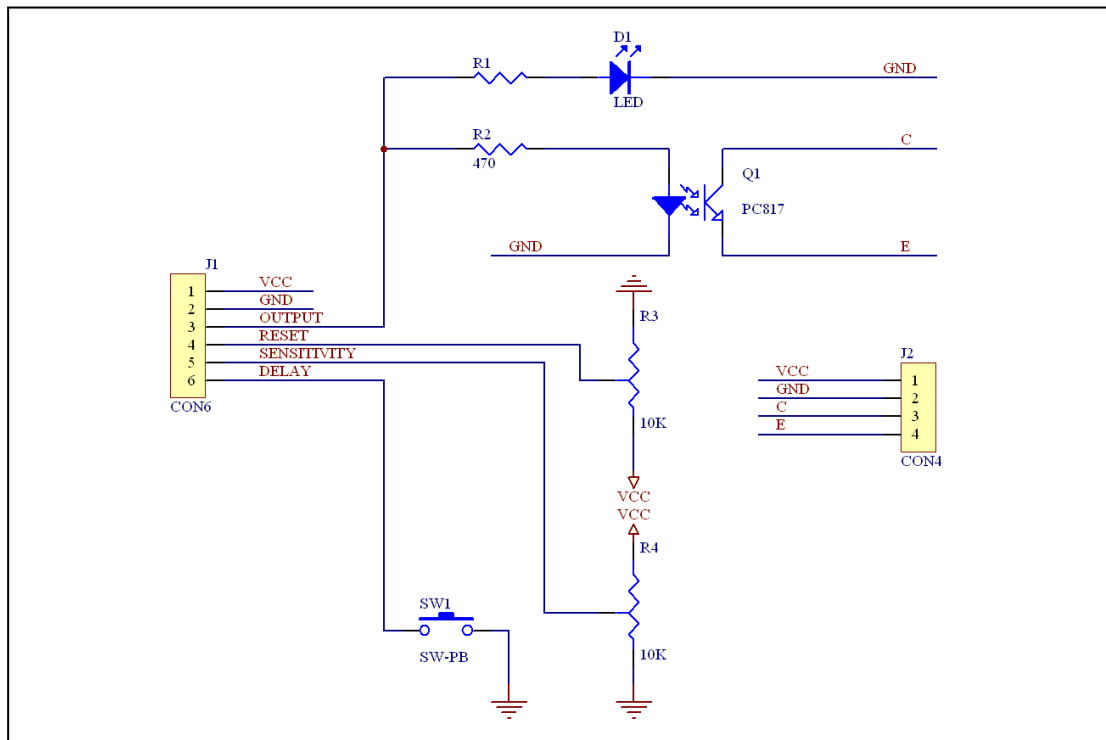 D1
R1
GND
LED
R2
470
C
Q1
PC817
GND
E
J1
1 VCC
2 GND
3 OUTPUT
4 RESET
5 SENSITIVITY
6 DELAY
CON6
R3
10K
VCC
VCC
R4
10K
J2
VCC 1
GND 2
C 3
E 4
CON4
SW1
SW-PB